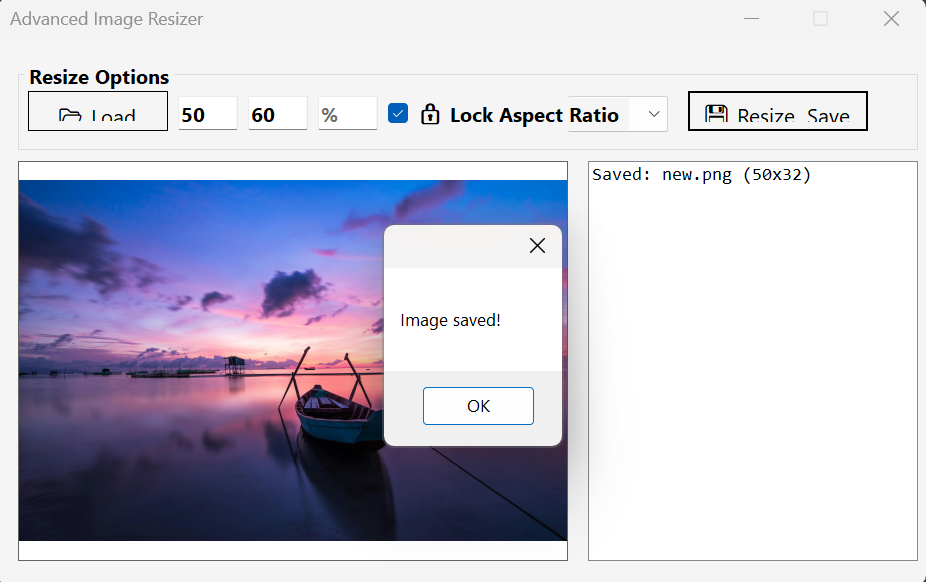 Advanced Image Resizer
Resize Options
Load 50 60 % Lock Aspect Ratio Resize Save
Saved: new.png (50x32)
Image saved!
OK